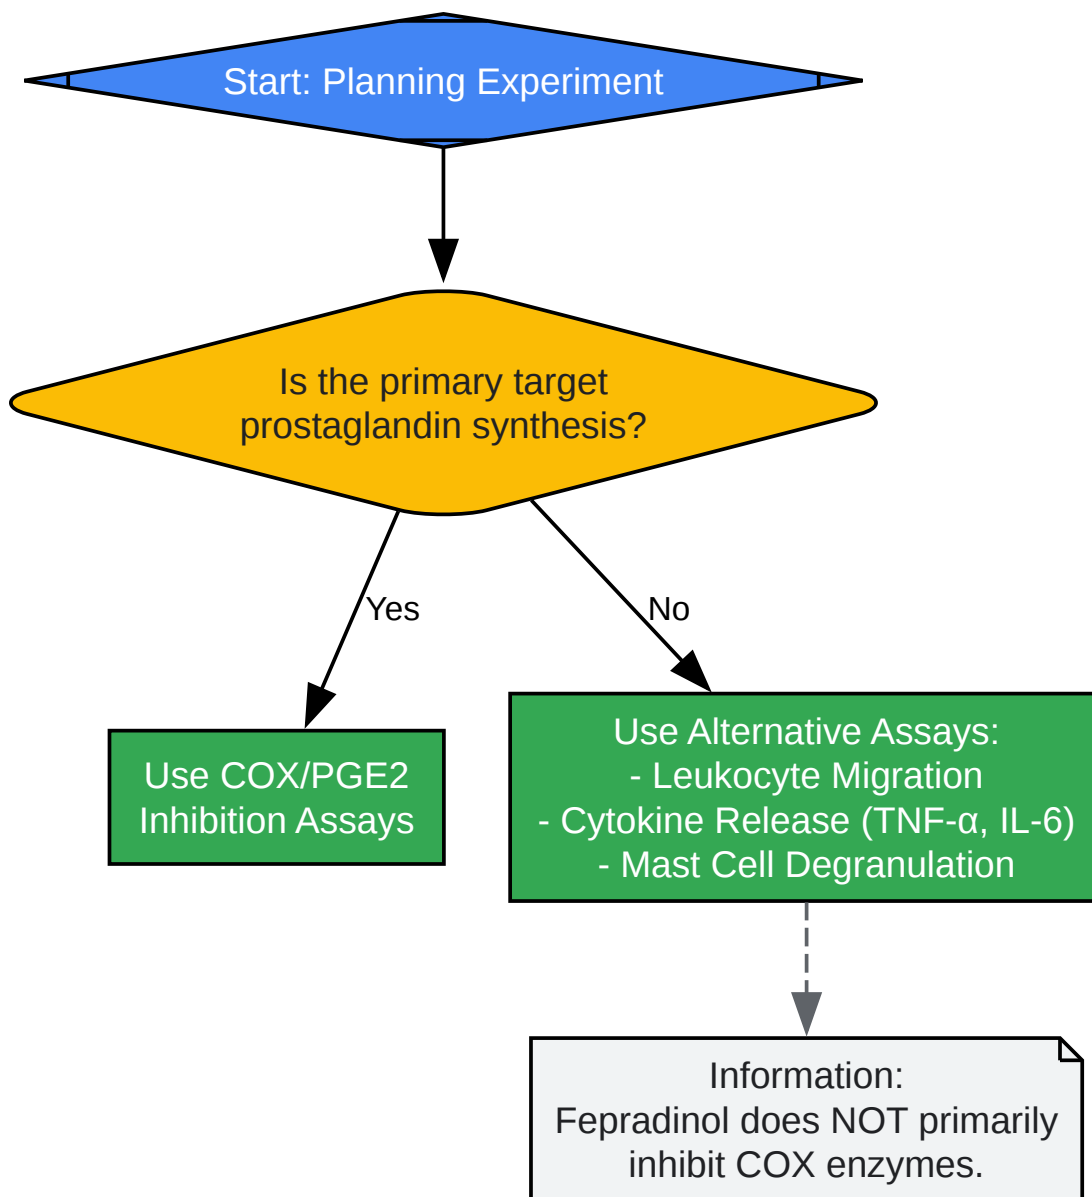 Start: Planning Experiment
Is the primary target
prostaglandin synthesis?
Yes
No
Use COX/PGE2
Inhibition Assays
Use Alternative Assays:
- Leukocyte Migration
- Cytokine Release (TNF-α, IL-6)
- Mast Cell Degranulation
Information:
Fepradinol does NOT primarily
inhibit COX enzymes.